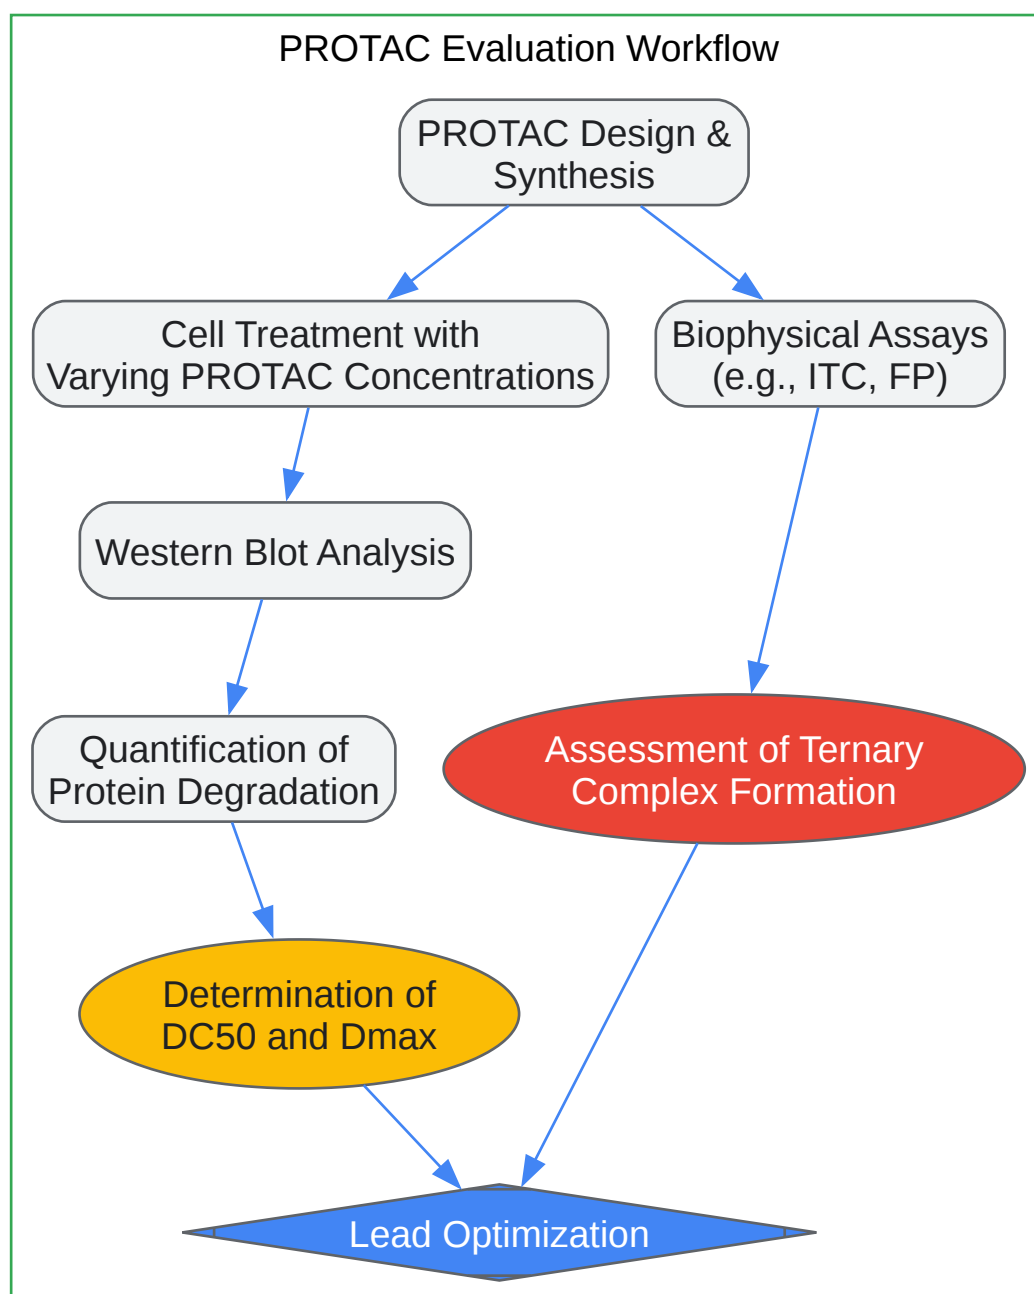 PROTAC Evaluation Workflow
PROTAC Design &
Synthesis
Cell Treatment with
Varying PROTAC Concentrations
Biophysical Assays
(e.g., ITC, FP)
Western Blot Analysis
Quantification of
Protein Degradation
Assessment of Ternary
Complex Formation
Determination of
DC50 and Dmax
Lead Optimization